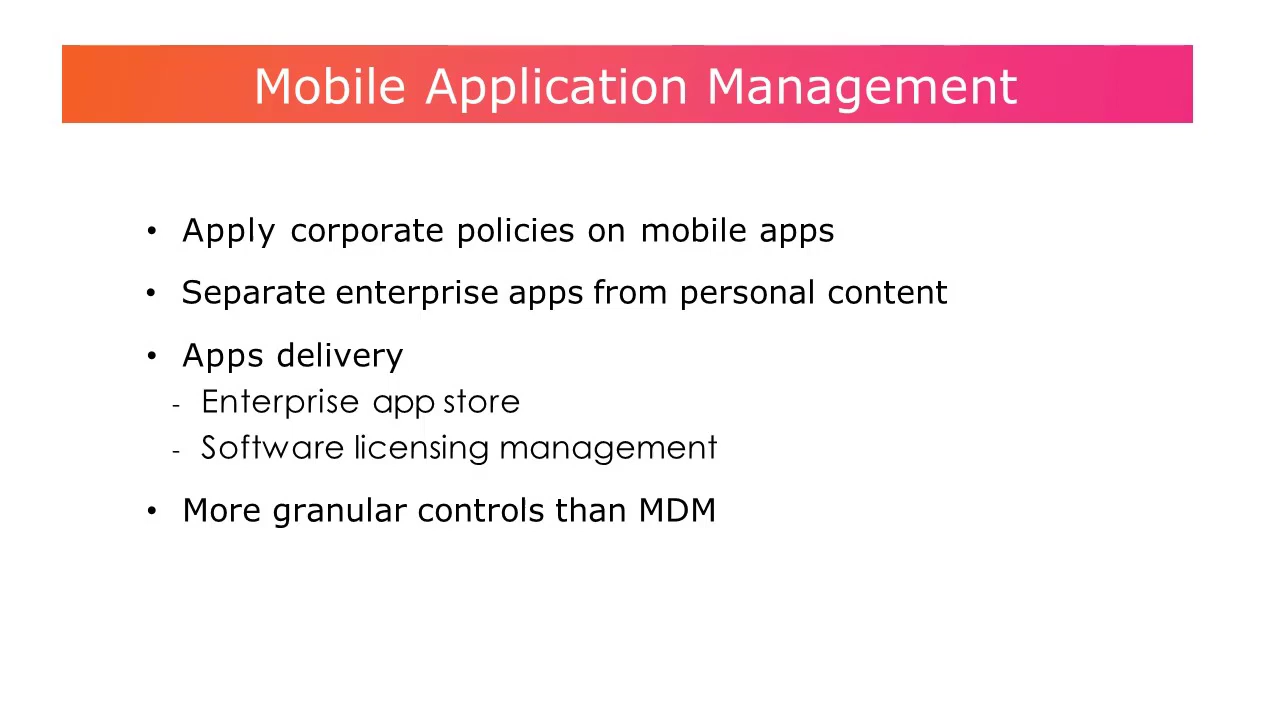 Mobile Application Management
• Apply corporate policies on mobile apps
• Separate enterprise apps from personal content
• Apps delivery
- Enterprise app store
- Software licensing management
• More granular controls than MDM